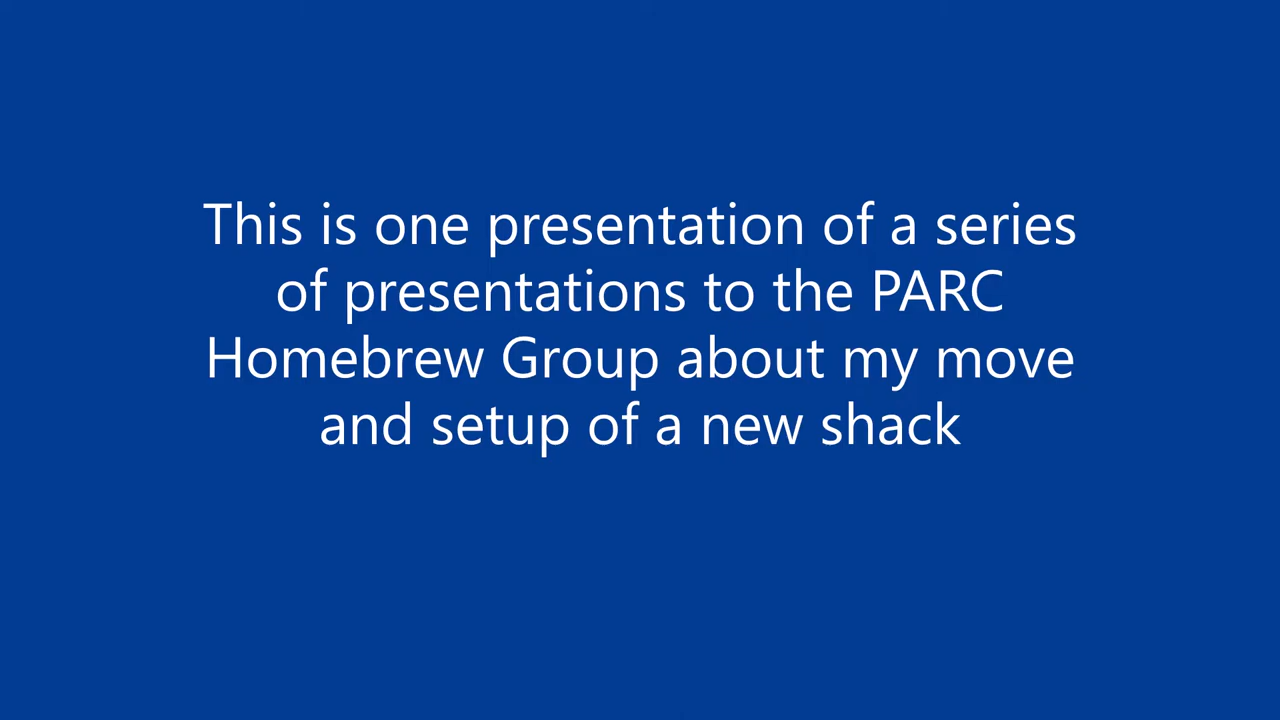 This is one presentation of a series
of presentations to the PARC
Homebrew Group about my move
and setup of a new shack